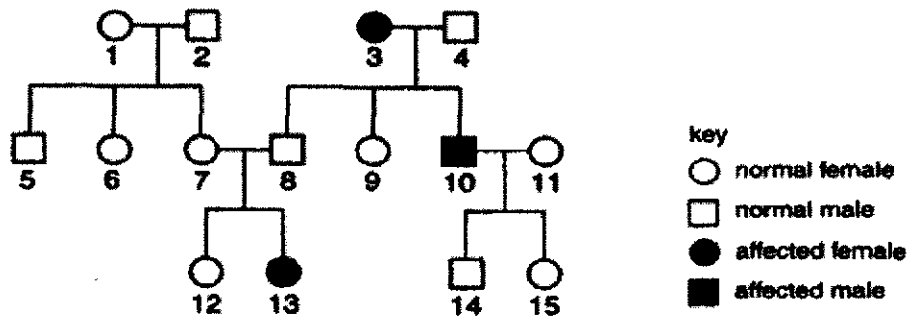 1 2 3 4
5 6 7 8 9 10 11
12 13 14 15
key
normal female
normal male
affected female
affected male